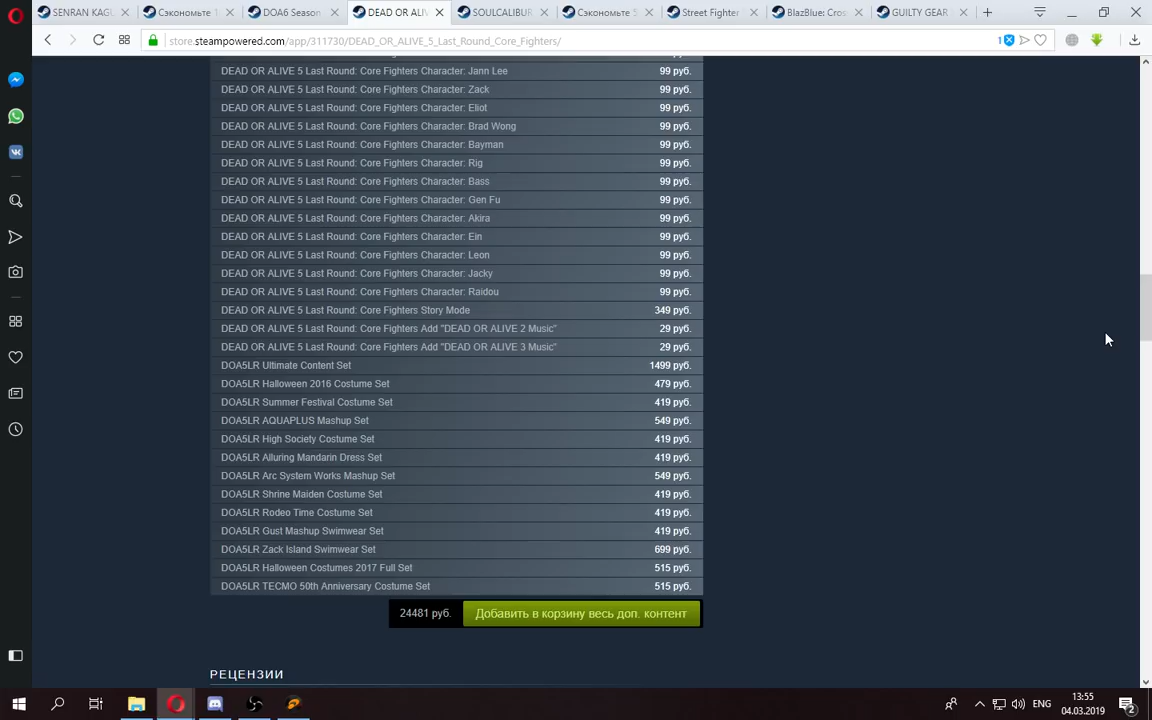 SENRAN KAGU
Сэкономьте 1
DOA6 Season
DEAD OR ALIV
SOULCALIBUR
Сэкономьте 5
Street Fighter
BlazBlue: Cros
GUILTY GEAR
store.steampowered.com/app/311730/DEAD_OR_ALIVE_5_Last_Round_Core_Fighters/
1
DEAD OR ALIVE 5 Last Round: Core Fighters Character: Jann Lee 99 руб.
DEAD OR ALIVE 5 Last Round: Core Fighters Character: Zack 99 руб.
DEAD OR ALIVE 5 Last Round: Core Fighters Character: Eliot 99 руб.
DEAD OR ALIVE 5 Last Round: Core Fighters Character: Brad Wong 99 руб.
DEAD OR ALIVE 5 Last Round: Core Fighters Character: Bayman 99 руб.
DEAD OR ALIVE 5 Last Round: Core Fighters Character: Rig 99 руб.
DEAD OR ALIVE 5 Last Round: Core Fighters Character: Bass 99 руб.
DEAD OR ALIVE 5 Last Round: Core Fighters Character: Gen Fu 99 руб.
DEAD OR ALIVE 5 Last Round: Core Fighters Character: Akira 99 руб.
DEAD OR ALIVE 5 Last Round: Core Fighters Character: Ein 99 руб.
DEAD OR ALIVE 5 Last Round: Core Fighters Character: Leon 99 руб.
DEAD OR ALIVE 5 Last Round: Core Fighters Character: Jacky 99 руб.
DEAD OR ALIVE 5 Last Round: Core Fighters Character: Raidou 99 руб.
DEAD OR ALIVE 5 Last Round: Core Fighters Story Mode 349 руб.
DEAD OR ALIVE 5 Last Round: Core Fighters Add "DEAD OR ALIVE 2 Music" 29 руб.
DEAD OR ALIVE 5 Last Round: Core Fighters Add "DEAD OR ALIVE 3 Music" 29 руб.
DOA5LR Ultimate Content Set 1499 руб.
DOA5LR Halloween 2016 Costume Set 479 руб.
DOA5LR Summer Festival Costume Set 419 руб.
DOA5LR AQUAPLUS Mashup Set 549 руб.
DOA5LR High Society Costume Set 419 руб.
DOA5LR Alluring Mandarin Dress Set 419 руб.
DOA5LR Arc System Works Mashup Set 549 руб.
DOA5LR Shrine Maiden Costume Set 419 руб.
DOA5LR Rodeo Time Costume Set 419 руб.
DOA5LR Gust Mashup Swimwear Set 419 руб.
DOA5LR Zack Island Swimwear Set 699 руб.
DOA5LR Halloween Costumes 2017 Full Set 515 руб.
DOA5LR TECMO 50th Anniversary Costume Set 515 руб.
24481 руб. Добавить в корзину весь доп. контент
РЕЦЕНЗИИ
ENG
13:55
04.03.2019
2